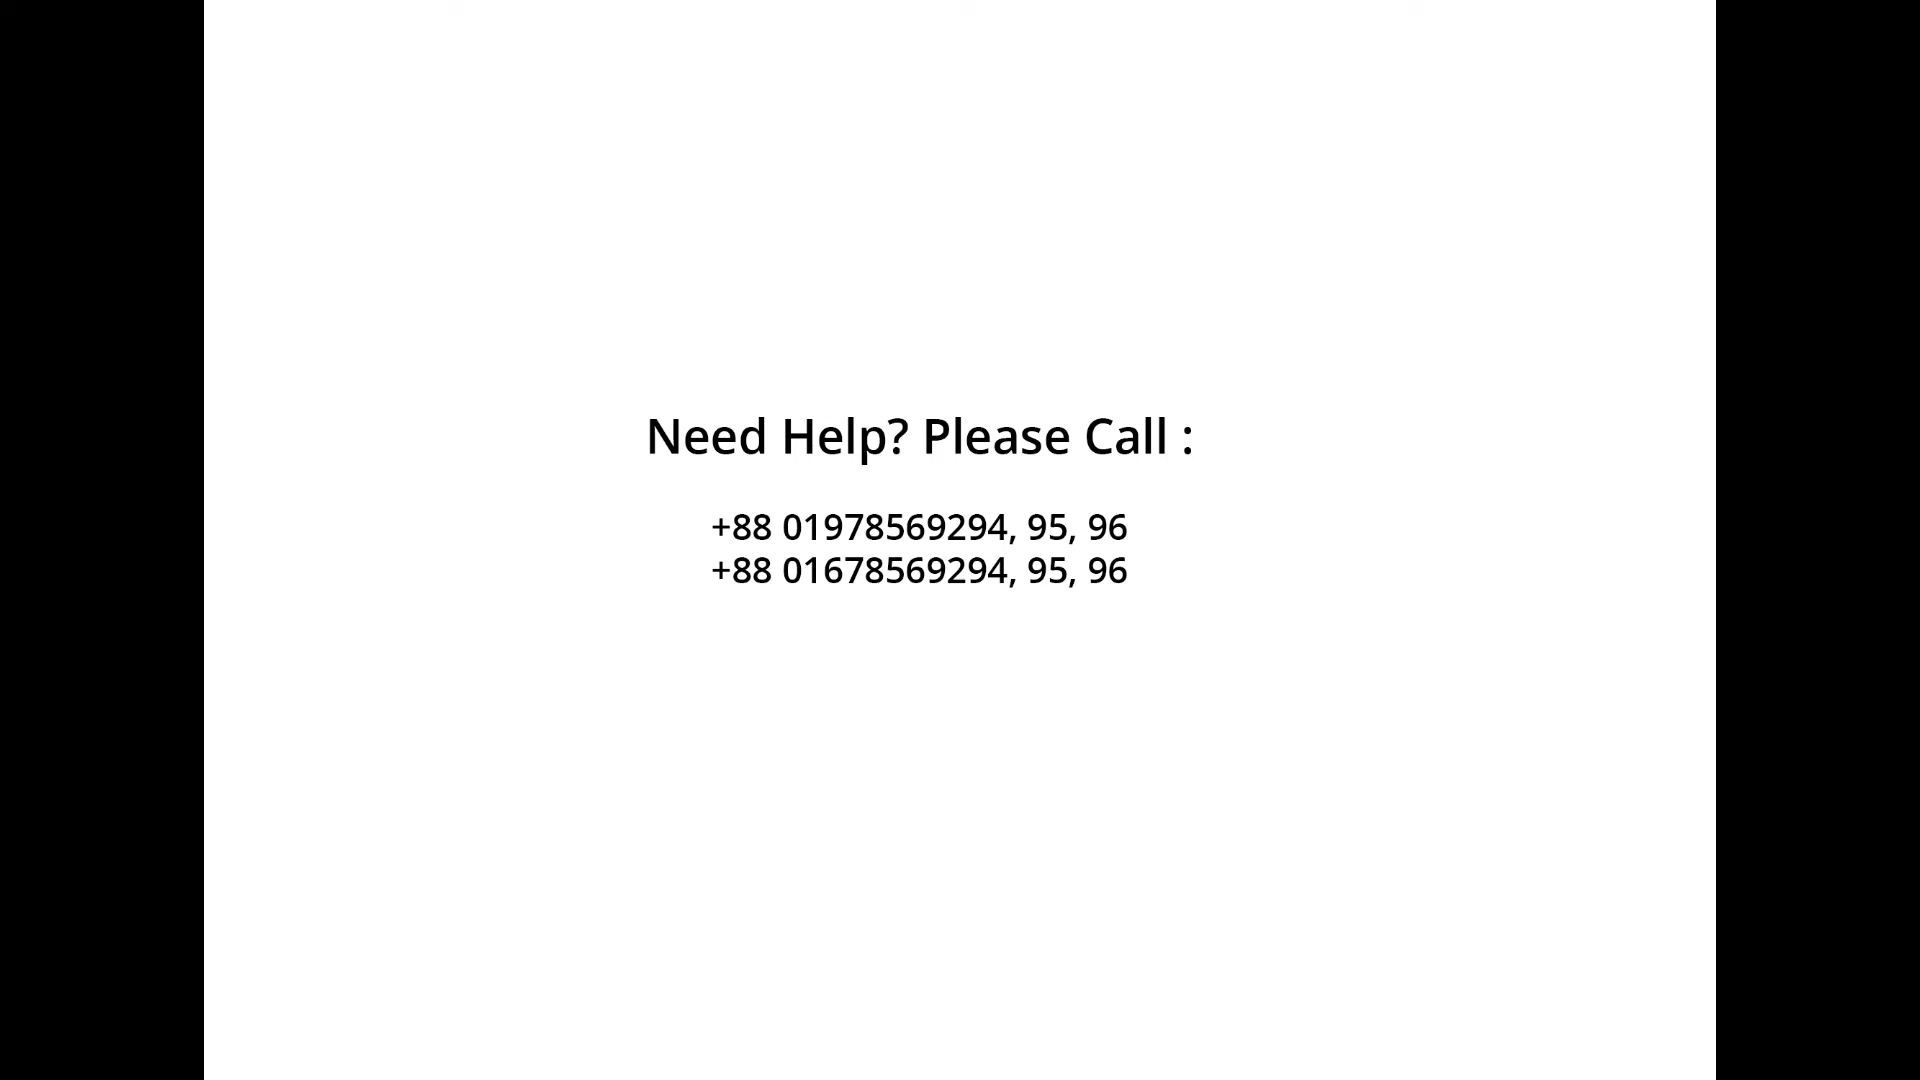 Need Help? Please Call :
+88 01978569294, 95, 96
+88 01678569294, 95, 96